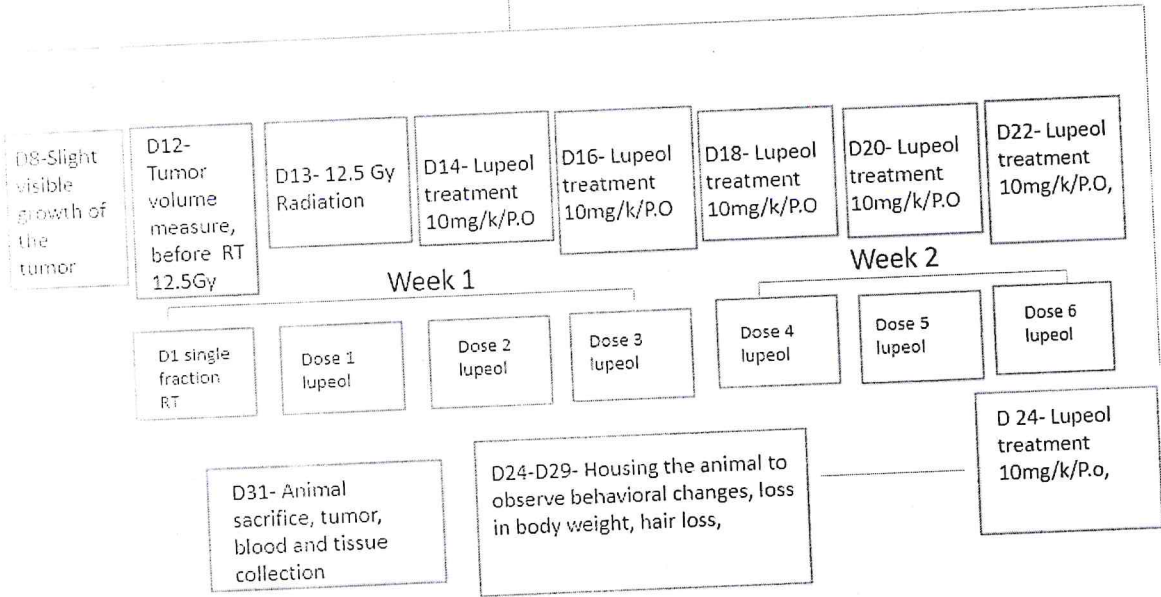 D8-Slight
visible
growth of
the
tumor
D12-
Tumor
volume
measure,
before RT
12.5Gy
D13- 12.5 Gy
Radiation
D14- Lupeol
treatment
10mg/k/P.O
D16- Lupeol
treatment
10mg/k/P.O
D18- Lupeol
treatment
10mg/k/P.O
D20- Lupeol
treatment
10mg/k/P.O
D22- Lupeol
treatment
10mg/k/P.O,
Week 1
Week 2
D1 single
fraction
RT
Dose 1
lupeol
Dose 2
lupeol
Dose 3
lupeol
Dose 4
lupeol
Dose 5
lupeol
Dose 6
lupeol
D 24- Lupeol
treatment
10mg/k/P.o,
D24-D29- Housing the animal to
observe behavioral changes, loss
in body weight, hair loss,
D31- Animal
sacrifice, tumor,
blood and tissue
collection